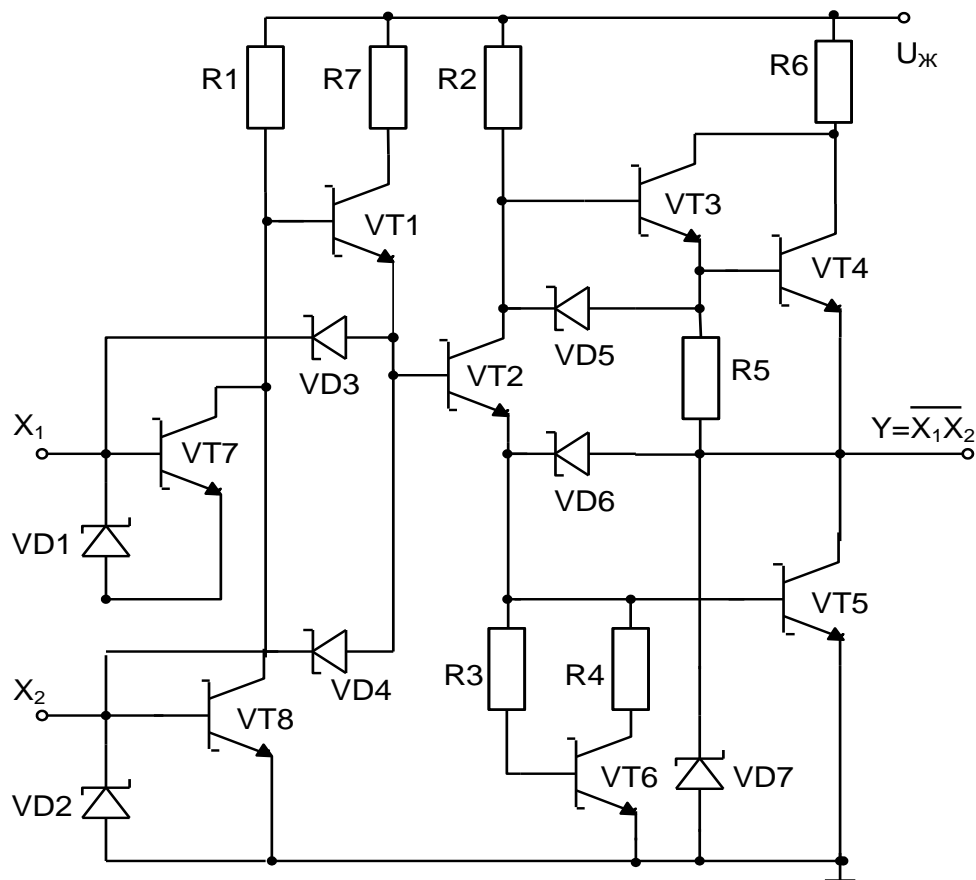 R1
R7
R2
R6
Uж
VT1
VT3
VT4
VD3
VT2
VD5
R5
X1
VT7
Y=X1X2
VD1
VD6
VT5
X2
VD4
R3
R4
VT8
VT6
VD7
VD2